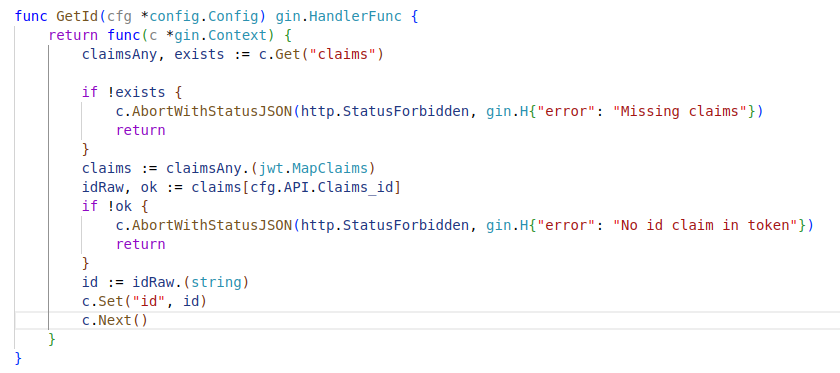 func GetId(cfg *config.Config) gin.HandlerFunc {
    return func(c *gin.Context) {
        claimsAny, exists := c.Get("claims")

        if !exists {
            c.AbortWithStatusJSON(http.StatusForbidden, gin.H{"error": "Missing claims"})
            return
        }
        claims := claimsAny.(jwt.MapClaims)
        idRaw, ok := claims[cfg.API.Claims_id]
        if !ok {
            c.AbortWithStatusJSON(http.StatusForbidden, gin.H{"error": "No id claim in token"})
            return
        }
        id := idRaw.(string)
        c.Set("id", id)
        c.Next()
    }
}